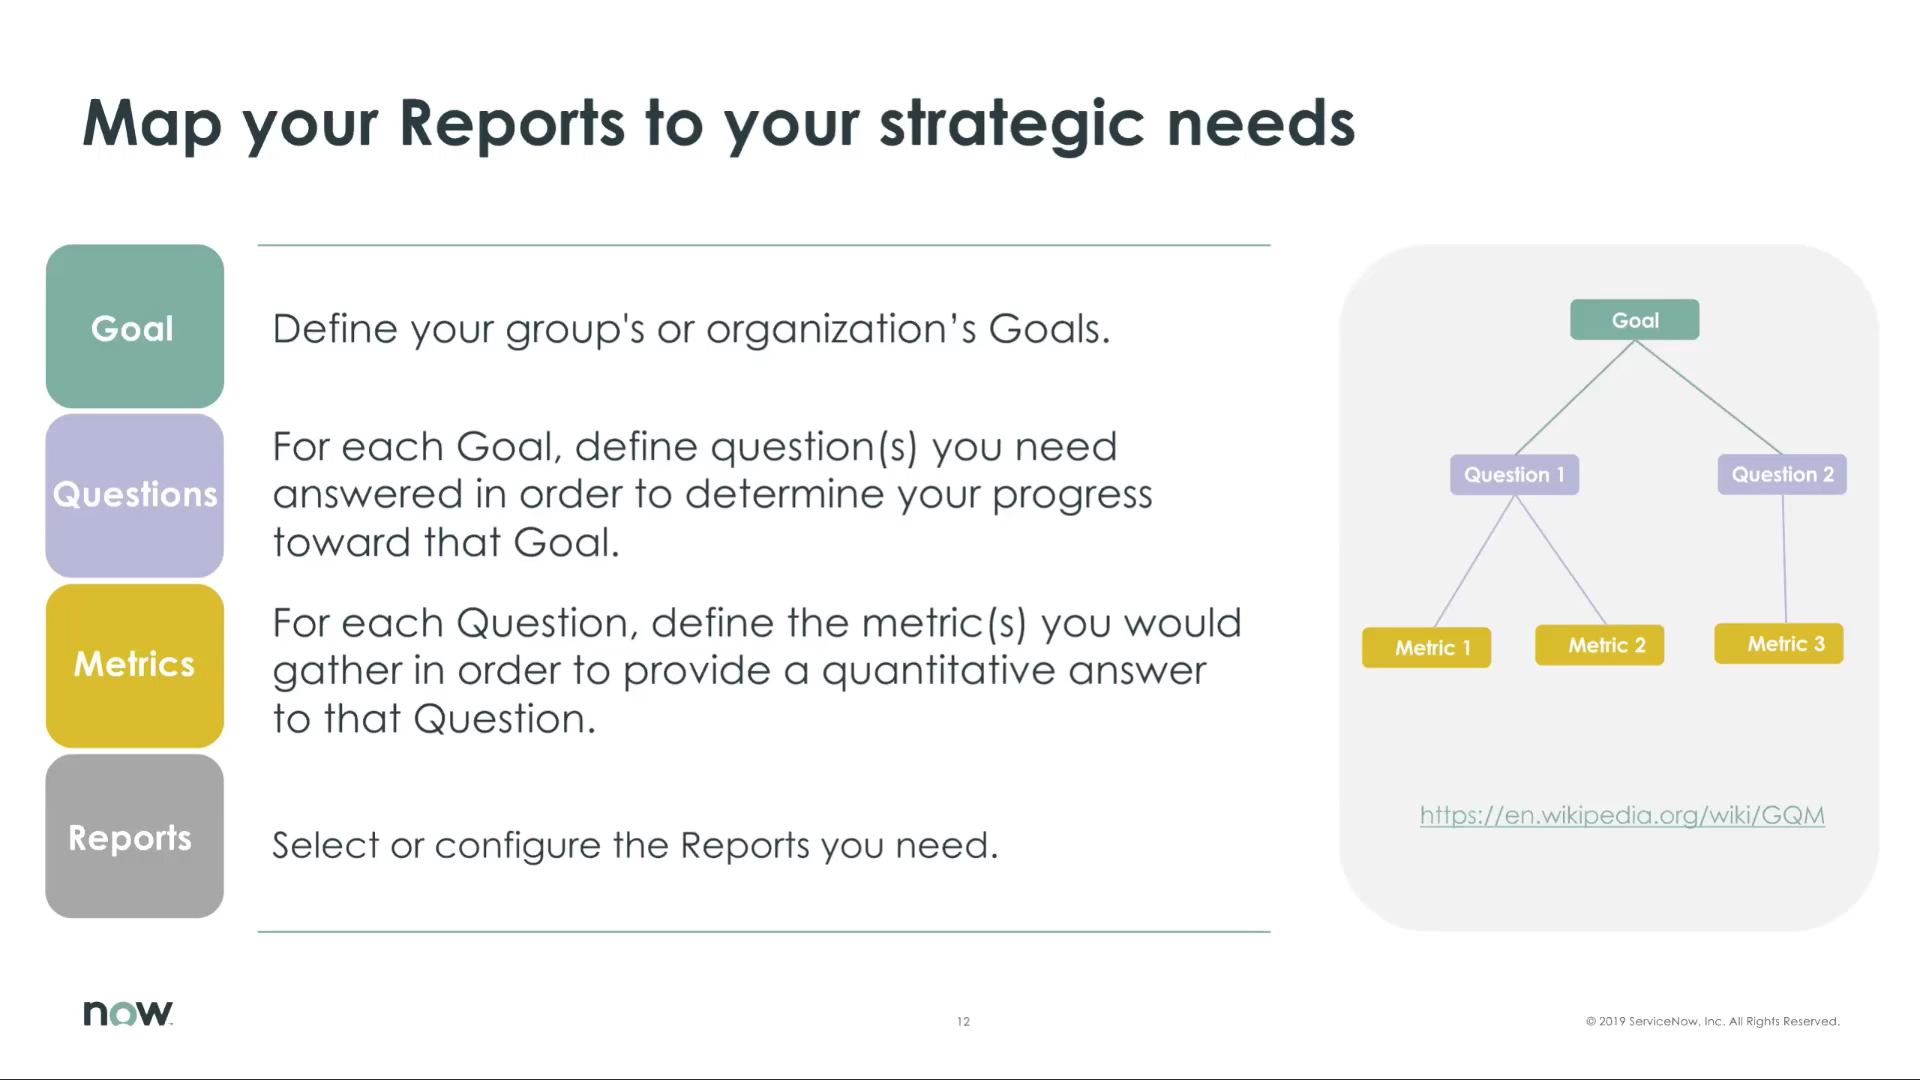 Map your Reports to your strategic needs
Goal
Define your group's or organization’s Goals.
Questions
For each Goal, define question(s) you need
answered in order to determine your progress
toward that Goal.
Metrics
For each Question, define the metric(s) you would
gather in order to provide a quantitative answer
to that Question.
Reports
Select or configure the Reports you need.
Goal
Question 1
Question 2
Metric 1
Metric 2
Metric 3
https://en.wikipedia.org/wiki/GQM
now
12
© 2019 ServiceNow, Inc. All Rights Reserved.